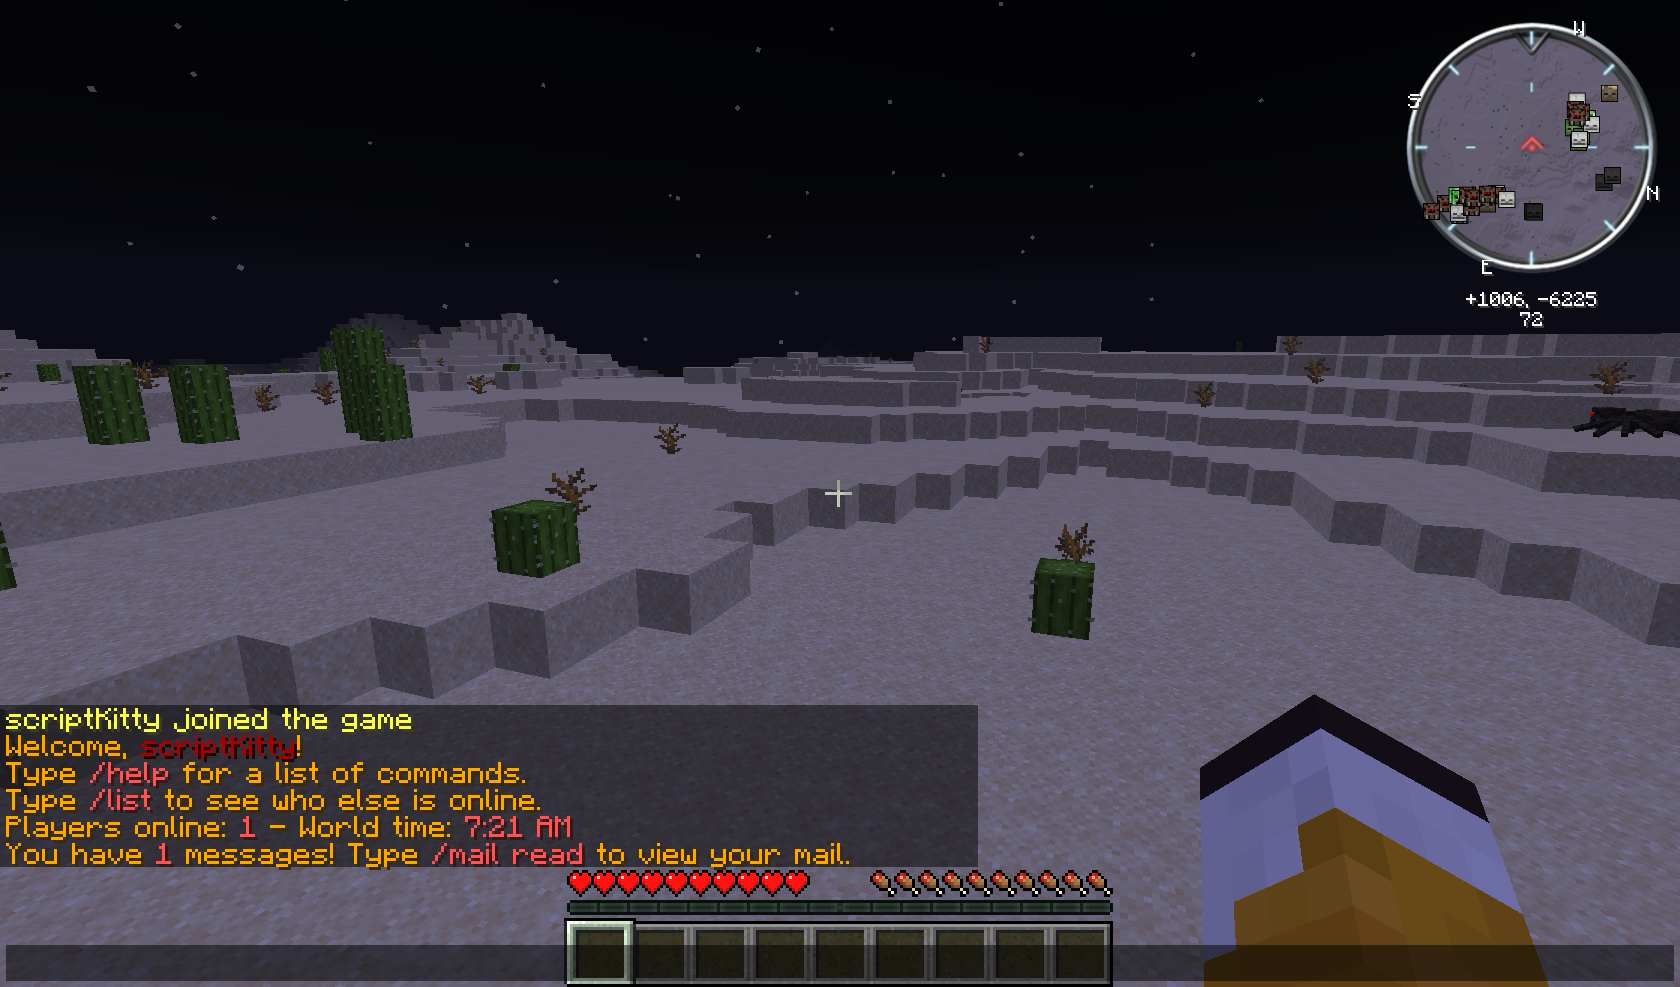 W
S
N
E
+1006, -6225
72
scriptKitty joined the game
Welcome, scriptKitty!
Type /help for a list of commands.
Type /list to see who else is online.
Players online: 1 - World time: 7:21 AM
You have 1 messages! Type /mail read to view your mail.